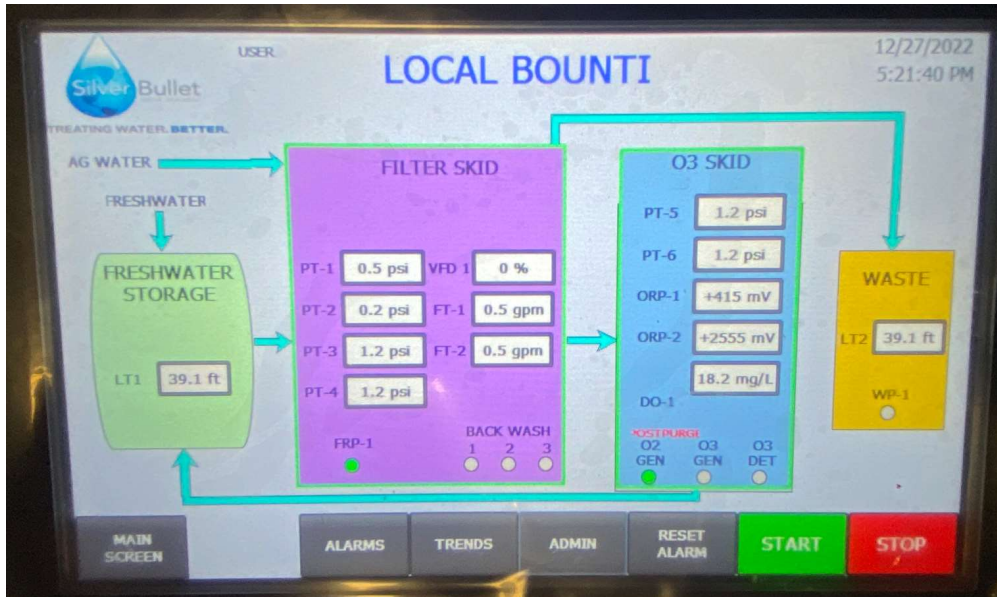 USER
LOCAL BOUNTI
12/27/2022
5:21:40 PM
Silver Bullet
TREATING WATER. BETTER.
AG WATER
FRESHWATER
FRESHWATER
STORAGE
LT1 39.1 ft
FILTER SKID
PT-1 0.5 psi VFD 1 0 %
PT-2 0.2 psi FT-1 0.5 gpm
PT-3 1.2 psi FT-2 0.5 gpm
PT-4 1.2 psi
FRP-1
BACK WASH
1 2 3
O3 SKID
PT-5 1.2 psi
PT-6 1.2 psi
ORP-1 +415 mV
ORP-2 +2555 mV
DO-1 18.2 mg/L
POSTPURGE
O2 GEN
O3 GEN
O3 DET
WASTE
LT2 39.1 ft
WP-1
MAIN
SCREEN
ALARMS
TRENDS
ADMIN
RESET
ALARM
START
STOP